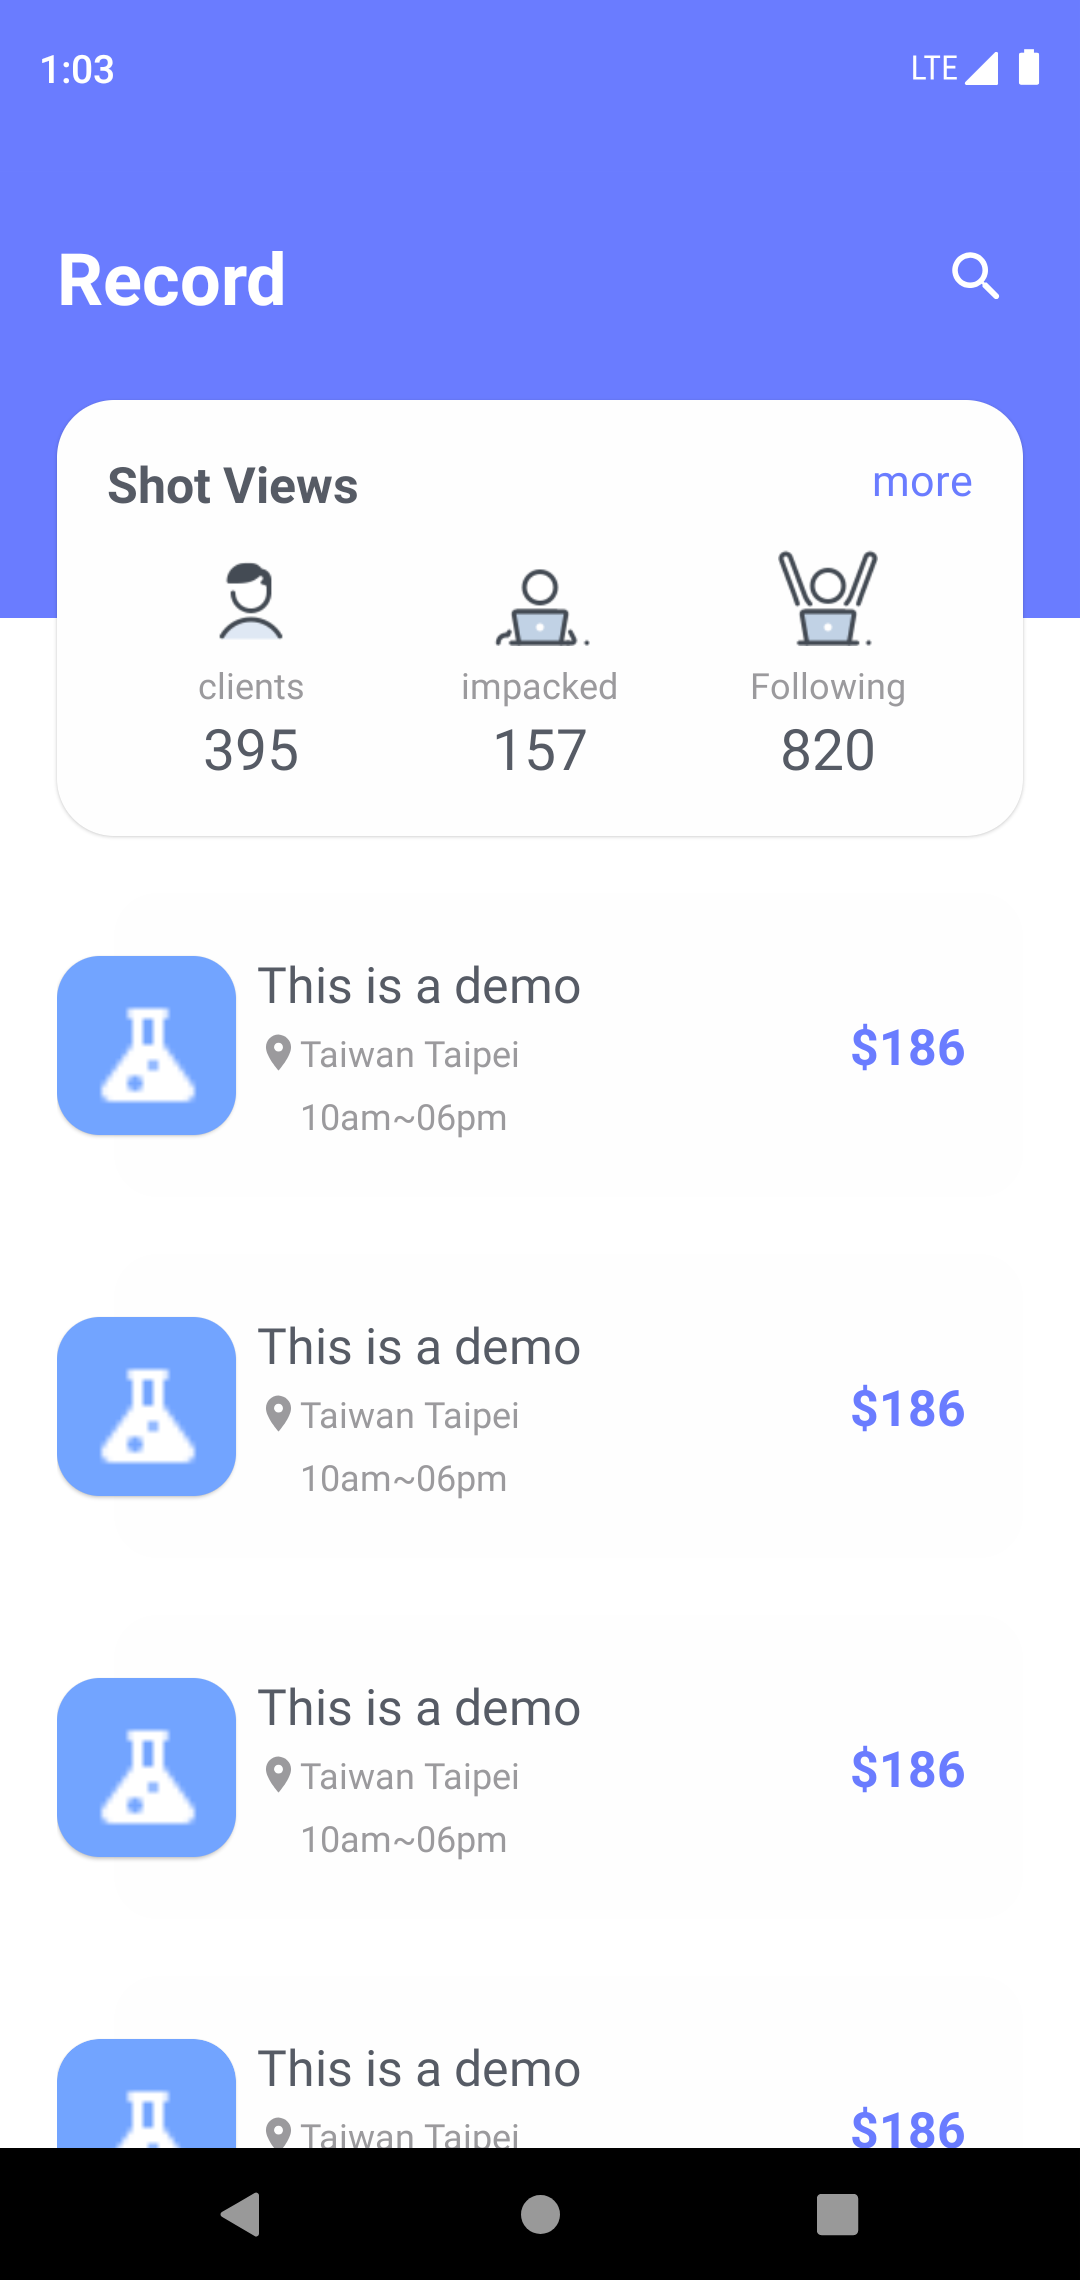 1:03
LTE
Record
Shot Views
more
clients
impacked
Following
395
157
820
This is a demo
Taiwan Taipei
$186
10am~06pm
This is a demo
Taiwan Taipei
$186
10am~06pm
This is a demo
Taiwan Taipei
$186
10am~06pm
This is a demo
Taiwan Taipei
$186